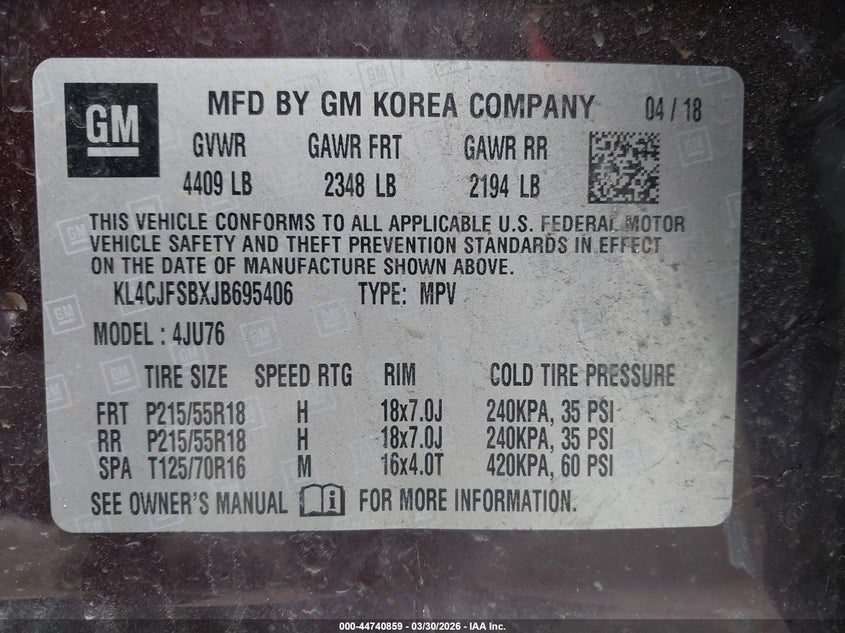 GM
MFD BY GM KOREA COMPANY 04 / 18
GVWR GAWR FRT GAWR RR
4409 LB 2348 LB 2194 LB
THIS VEHICLE CONFORMS TO ALL APPLICABLE U.S. FEDERAL MOTOR
VEHICLE SAFETY AND THEFT PREVENTION STANDARDS IN EFFECT
ON THE DATE OF MANUFACTURE SHOWN ABOVE.
KL4CJFSBXJB695406 TYPE: MPV
MODEL : 4JU76
TIRE SIZE SPEED RTG RIM COLD TIRE PRESSURE
FRT P215/55R18 H 18x7.0J 240KPA, 35 PSI
RR P215/55R18 H 18x7.0J 240KPA, 35 PSI
SPA T125/70R16 M 16x4.0T 420KPA, 60 PSI
SEE OWNER'S MANUAL i FOR MORE INFORMATION.
000-44740859 - 03/30/2026 - IAA Inc.